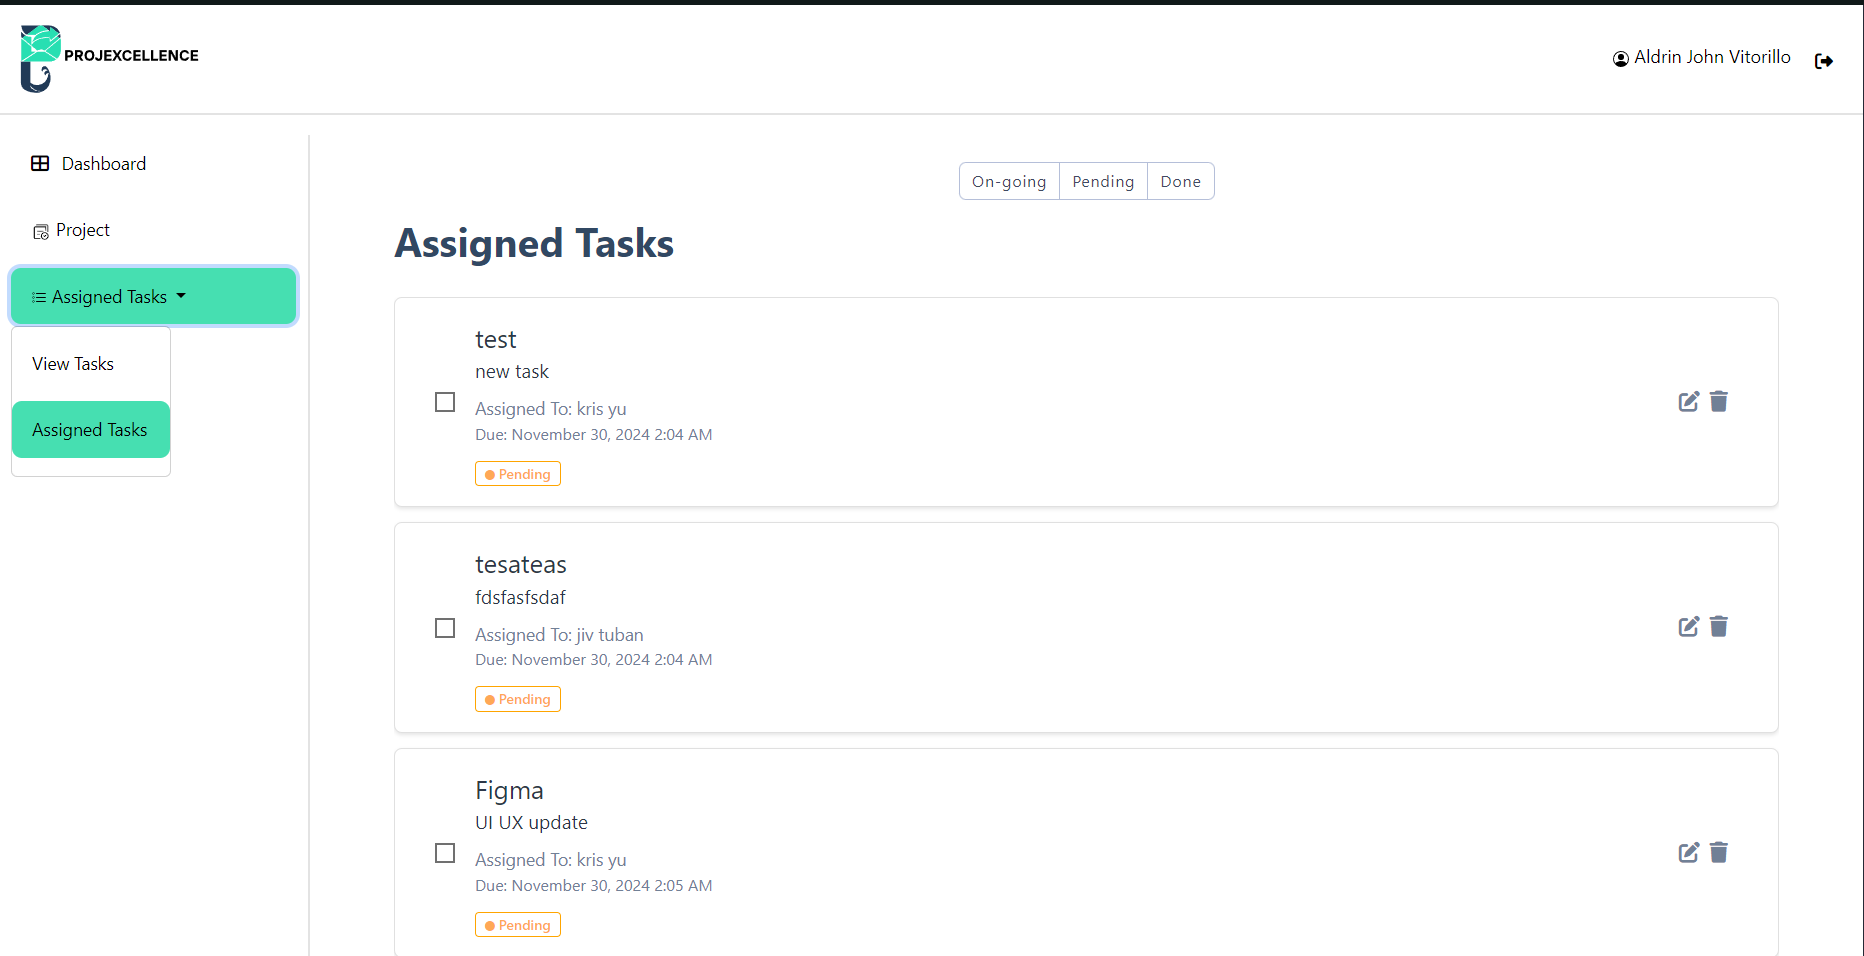 PROJEXCELLENCE
Aldrin John Vitorillo
Dashboard
Project
Assigned Tasks
View Tasks
Assigned Tasks
On-going Pending Done
Assigned Tasks
test
new task
Assigned To: kris yu
Due: November 30, 2024 2:04 AM
Pending
tesateas
fdsfasfsdaf
Assigned To: jiv tuban
Due: November 30, 2024 2:04 AM
Pending
Figma
UI UX update
Assigned To: kris yu
Due: November 30, 2024 2:05 AM
Pending